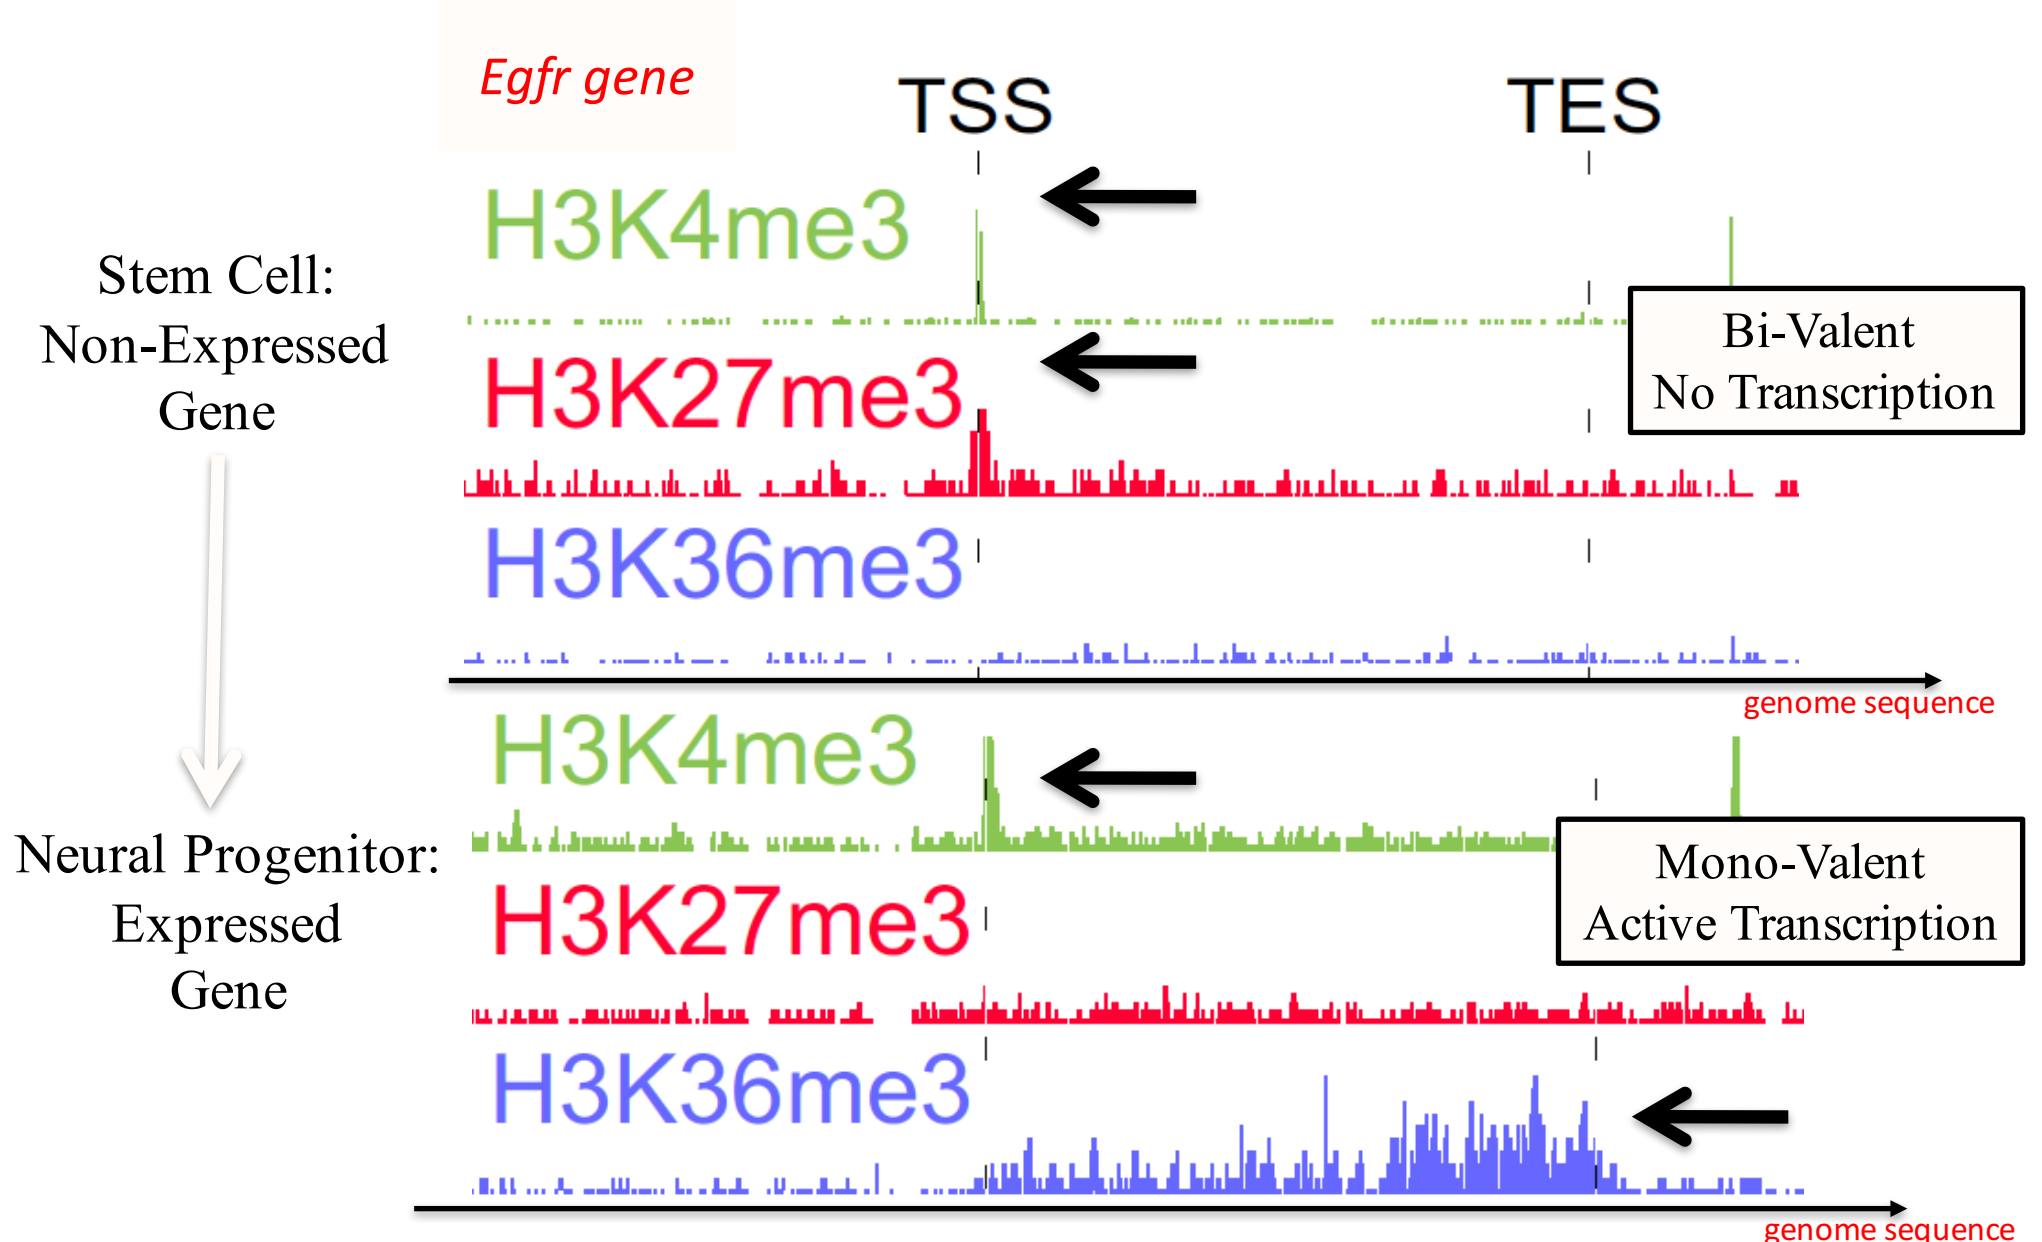 Egfr gene
TSS
TES
H3K4me3
Stem Cell:
Non-Expressed
Gene
Bi-Valent
No Transcription
H3K27me3
H3K36me3
genome sequence
H3K4me3
Neural Progenitor:
Expressed
Gene
Mono-Valent
Active Transcription
H3K27me3
H3K36me3
genome sequence